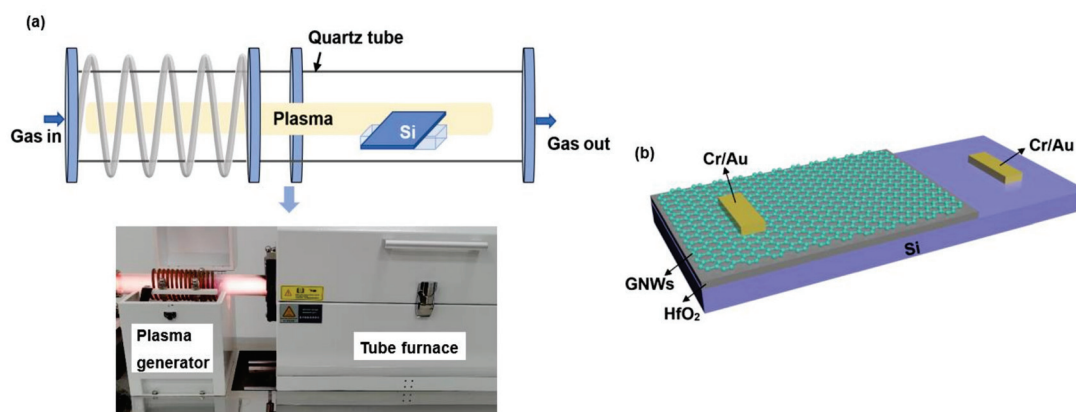 (a)
Quartz tube
Gas in
Plasma
Si
Gas out
Plasma
generator
Tube furnace
(b)
Cr/Au
Cr/Au
GNWs
HfO₂
Si